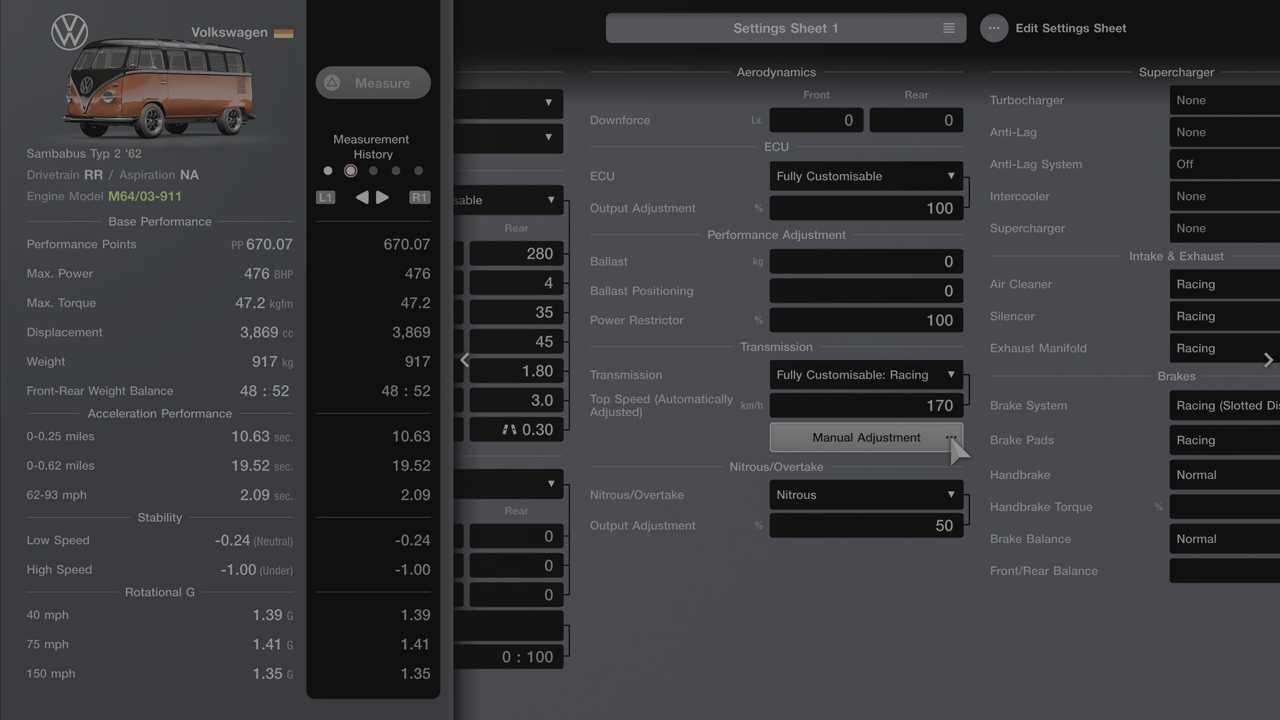 Volkswagen
Sambabus Typ 2 '62
Drivetrain RR / Aspiration NA
Engine Model M64/03-911
Base Performance
Performance Points PP 670.07
Max. Power 476 BHP
Max. Torque 47.2 kgfm
Displacement 3,869 cc
Weight 917 kg
Front-Rear Weight Balance 48 : 52
Acceleration Performance
0-0.25 miles 10.63 sec.
0-0.62 miles 19.52 sec.
62-93 mph 2.09 sec.
Stability
Low Speed -0.24 (Neutral)
High Speed -1.00 (Under)
Rotational G
40 mph 1.39 G
75 mph 1.41 G
150 mph 1.35 G
Measure
Measurement
History
L1 R1
670.07
476
47.2
3,869
917
48 : 52
10.63
19.52
2.09
-0.24
-1.00
1.39
1.41
1.35
Settings Sheet 1
Edit Settings Sheet
sable
Rear
280
4
35
45
1.80
3.0
0.30
Rear
0
0
0
0 : 100
Aerodynamics
Front Rear
Downforce Lv. 0 0
ECU
ECU Fully Customisable
Output Adjustment % 100
Performance Adjustment
Ballast kg 0
Ballast Positioning 0
Power Restrictor % 100
Transmission
Transmission Fully Customisable: Racing
Top Speed (Automatically
Adjusted) km/h 170
Manual Adjustment
Nitrous/Overtake
Nitrous/Overtake Nitrous
Output Adjustment % 50
Supercharger
Turbocharger None
Anti-Lag None
Anti-Lag System Off
Intercooler None
Supercharger None
Intake & Exhaust
Air Cleaner Racing
Silencer Racing
Exhaust Manifold Racing
Brakes
Brake System Racing (Slotted Dis
Brake Pads Racing
Handbrake Normal
Handbrake Torque %
Brake Balance Normal
Front/Rear Balance